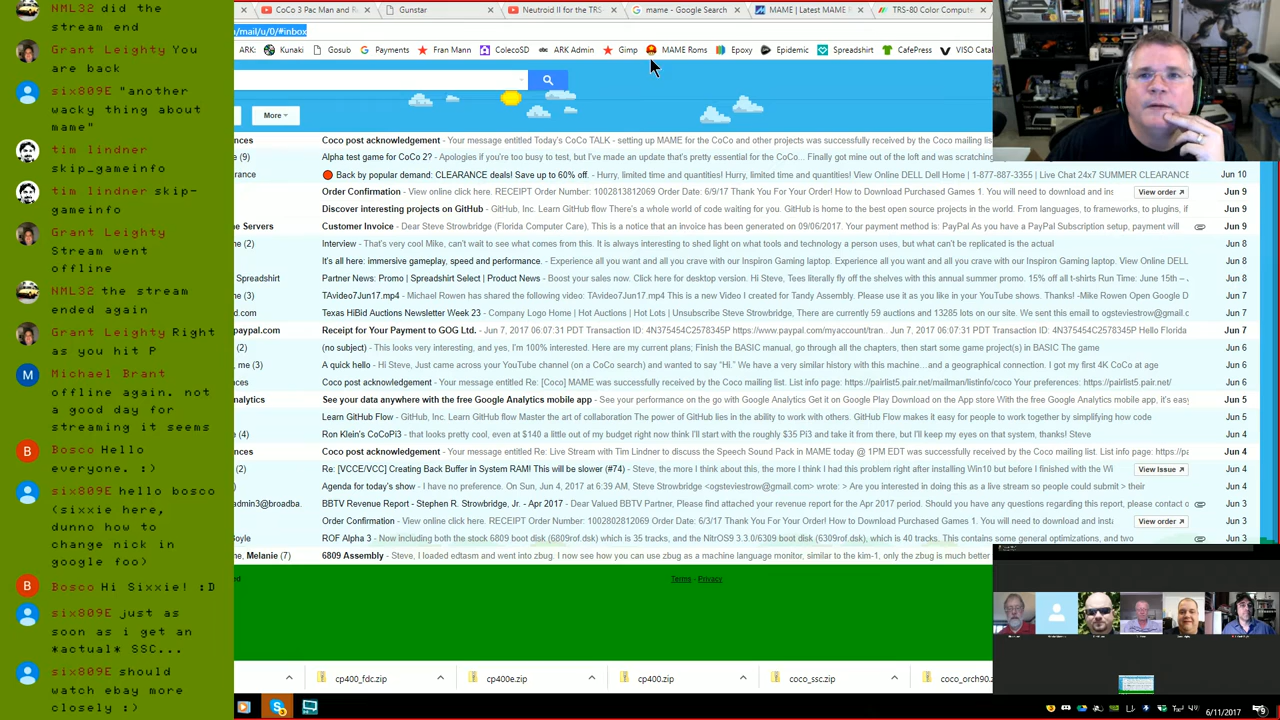 NML32 did the
stream end
Grant Leighty You
are back
six809E "another
wacky thing about
mame"
tim lindner
skip_gameinfo
tim lindner skip-
gameinfo
Grant Leighty
Stream went
offline
NML32 the stream
ended again
Grant Leighty Right
as you hit P
Michael Brant
offline again. not
a good day for
streaming it seems
Bosco Hello
everyone. :)
six809E hello bosco
(sixxie here,
dunno how to
change nick in
google foo)
Bosco Hi Sixxie! :D
six809E just as
soon as i get an
*actual* SSC...
six809E should
watch ebay more
closely :)
CoCo 3 Pac Man and R
Gunstar
Neutroid II for the TRS-
mame - Google Search
MAME | Latest MAME R
TRS-80 Color Compute
/mail/u/0/#inbox
ARK: Kunaki Gosub Payments Fran Mann ColecoSD ARK Admin Gimp MAME Roms Epoxy Epidemic Spreadshirt CafePress VISO Catal
More
Coco post acknowledgement - Your message entitled Today's CoCo TALK - setting up MAME for the CoCo and other projects was successfully received by the Coco mailing list.
(9) Alpha test game for CoCo 2? - Apologies if you're too busy to test, but I've made an update that's pretty essential for the CoCo... Finally got mine out of the loft and was scratching
rance Back by popular demand: CLEARANCE deals! Save up to 60% off. - Hurry, limited time and quantities! Hurry, limited time and quantities! View Online DELL Dell Home | 1-877-887-3355 | Live Chat 24x7 SUMMER CLEARANCE Jun 10
Order Confirmation - View online click here. RECEIPT Order Number: 1002813812069 Order Date: 6/9/17 Thank You For Your Order! How to Download Purchased Games 1. You will need to download and ins View order Jun 9
Discover interesting projects on GitHub - GitHub, Inc. Learn GitHub flow There's a whole world of code waiting for you. GitHub is home to the best open source projects in the world. From languages, to frameworks, to plugins, if Jun 9
e Servers Customer Invoice - Dear Steve Strowbridge (Florida Computer Care), This is a notice that an invoice has been generated on 09/06/2017. Your payment method is: PayPal As you have a PayPal Subscription setup, payment will Jun 9
ne (2) Interview - That's very cool Mike, can't wait to see what comes from this. It is always interesting to shed light on what tools and technology a person uses, but what can't be replicated is the actual Jun 8
It's all here: immersive gameplay, speed and performance. - Experience all you want and all you crave with our Inspiron Gaming laptop. Experience all you want and all you crave with our Inspiron Gaming laptop. View Online DELL Jun 8
Spreadshirt Partner News: Promo | Spreadshirt Select | Product News - Boost your sales now. Click here for desktop version. Hi Steve, Tees literally fly off the shelves with this annual summer promo. 15% off all t-shirts Run Time: June 15th – J Jun 8
ne (3) TAvideo7Jun17.mp4 - Michael Rowen has shared the following video: TAvideo7Jun17.mp4 This is a new Video I created for Tandy Assembly. Please use it as you like in your YouTube shows. Thanks! -Mike Rowen Open Google D Jun 7
d.com Texas HiBid Auctions Newsletter Week 23 - Company Logo Home | Auctions | Hot Lots | Unsubscribe Steve Strowbridge, There are currently 59 auctions and 13285 lots on our site. We sent this email to ogsteviestrow@gmail.c Jun 7
paypal.com Receipt for Your Payment to GOG Ltd. - Jun 7, 2017 06:07:31 PDT Transaction ID: 4N375454C2578345P https://www.paypal.com/myaccount/tran.. Jun 7, 2017 06:07:31 PDT Transaction ID: 4N375454C2578345P Hello Florida Jun 7
(2) (no subject) - This looks very interesting, and yes, I'm 100% interested. Here are my current plans; Finish the BASIC manual, go through all the chapters, then start some game project(s) in BASIC The game Jun 6
, me (3) A quick hello - Hi Steve, Just came across your YouTube channel (on a CoCo search) and wanted to say "Hi." We have a very similar history with this machine...and a geographical connection. I got my first 4K CoCo at age Jun 6
nces Coco post acknowledgement - Your message entitled Re: [Coco] MAME was successfully received by the Coco mailing list. List info page: https://pairlist5.pair.net/mailman/listinfo/coco Your preferences: https://pairlist5.pair.net/ Jun 6
alytics See your data anywhere with the free Google Analytics mobile app - See your performance on the go with Google Analytics Get it on Google Play Download on the App store With the Google Analytics mobile app, it's easy Jun 5
Learn GitHub Flow - Learn GitHub flow Master the art of collaboration The power of GitHub lies in the ability to work with others. GitHub Flow makes it easy for people to work together by simplifying how code Jun 5
(4) Ron Klein's CoCoPi3 - that looks pretty cool, even at $140 a little out of my budget right now think I'll start with the roughly $35 Pi3 and take it from there, but I'll keep my eyes on that system, thanks! Steve Jun 4
nces Coco post acknowledgement - Your message entitled Re: Live Stream with Tim Lindner to discuss the Speech Sound Pack in MAME today @ 1PM EDT was successfully received by the Coco mailing list. List info page: https://pa Jun 4
(2) Re: [VCCE/VCC] Creating Back Buffer in System RAM! This will be slower (#74) - Steve, the more I think about this, the more I think I had this problem right after installing Win10 but before I finished with the Wi View Issue Jun 4
Agenda for today's show - I have no preference. On Sun, Jun 4, 2017 at 6:39 AM, Steve Strowbridge <ogsteviestrow@gmail.com> wrote: > Are you interested in doing this as a live stream so people could submit > their Jun 4
admin3@broadba. BBTV Revenue Report - Stephen R. Strowbridge, Jr. - Apr 2017 - Dear Valued BBTV Partner, Please find attached your revenue report for the April 2017 period. Should you have any questions regarding this report, please contact o Jun 3
Order Confirmation - View online click here. RECEIPT Order Number: 1002802812069 Order Date: 6/3/17 Thank You For Your Order! How to Download Purchased Games 1. You will need to download and insta View order Jun 3
oyle ROF Alpha 3 - Now including both the stock 6809 boot disk (6809rof.dsk) which is 35 tracks, and the NitrOS9 3.3.0/6309 boot disk (6309rof.dsk), which is 40 tracks. This contains some general optimizations, and two Jun 3
, Melanie (7) 6809 Assembly - Steve, I loaded edtasm and went into zbug. I now see how you can use zbug as a machine language monitor, similar to the kim-1, only the zbug is much better Jun 3
Terms - Privacy
cp400_fdc.zip
cp400e.zip
cp400.zip
coco_ssc.zip
coco_orch90.z
6/11/2017